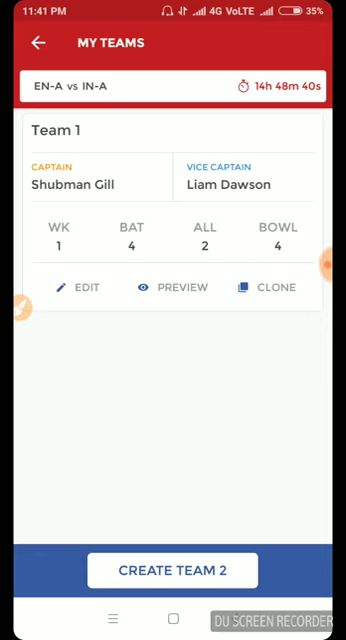 11:41 PM 4G VoLTE 35%
MY TEAMS
EN-A vs IN-A 14h 48m 40s
Team 1
CAPTAIN VICE CAPTAIN
Shubman Gill Liam Dawson
WK BAT ALL BOWL
1 4 2 4
EDIT PREVIEW CLONE
CREATE TEAM 2
DU SCREEN RECORDER